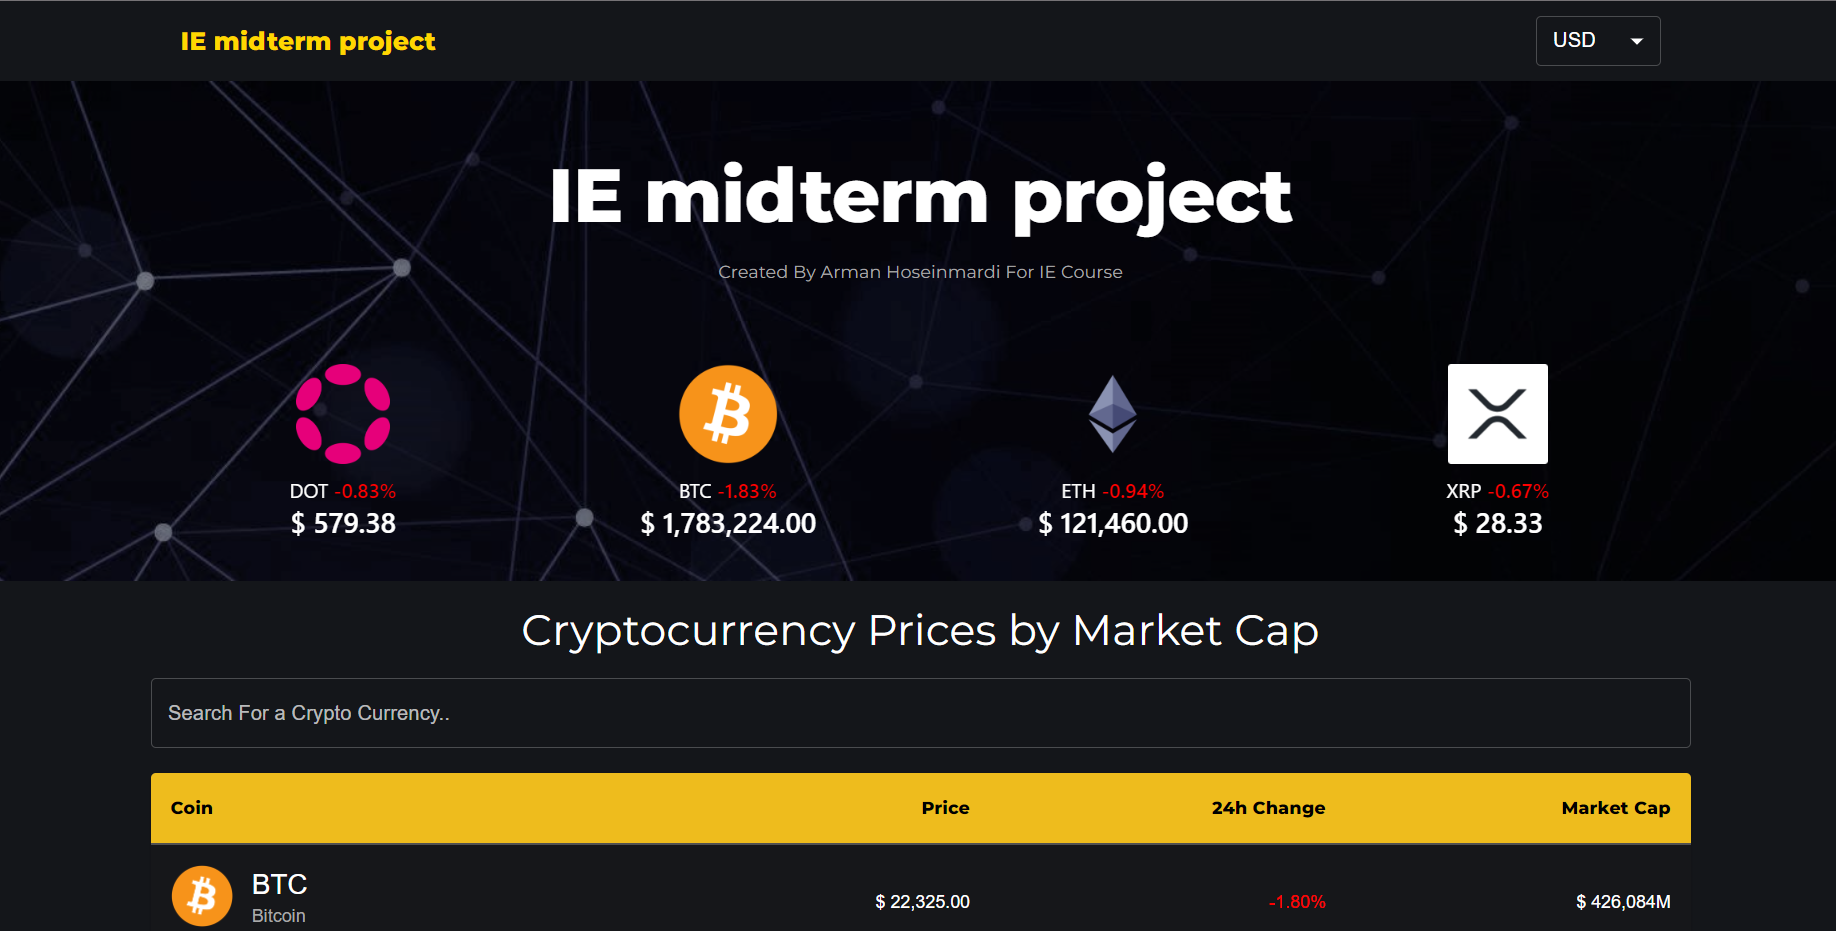 IE midterm project
USD
IE midterm project
Created By Arman Hoseinmardi For IE Course
DOT -0.83%
$ 579.38
BTC -1.83%
$ 1,783,224.00
ETH -0.94%
$ 121,460.00
XRP -0.67%
$ 28.33
Cryptocurrency Prices by Market Cap
Search For a Crypto Currency..
Coin Price 24h Change Market Cap
BTC
Bitcoin
$ 22,325.00 -1.80% $ 426,084M